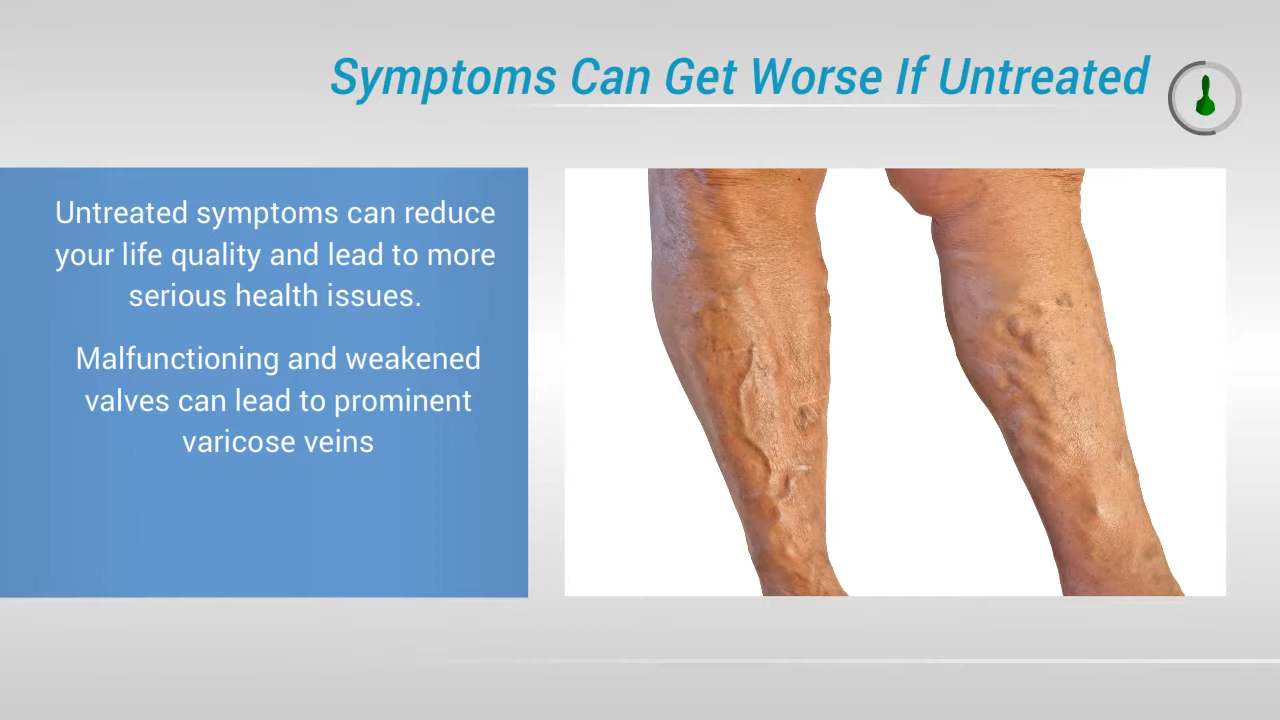 Symptoms Can Get Worse If Untreated
Untreated symptoms can reduce
your life quality and lead to more
serious health issues.
Malfunctioning and weakened
valves can lead to prominent
varicose veins